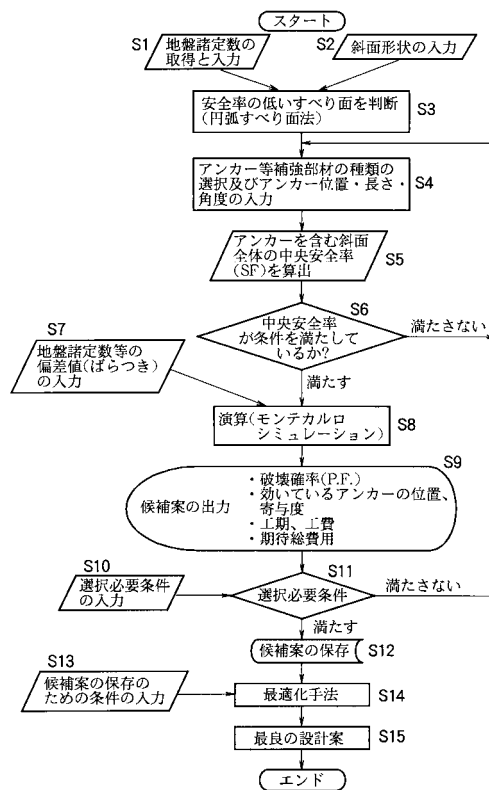 スタート
S1
地盤諸定数の
取得と入力
S2
斜面形状の入力
安全率の低いすべり面を判断
(円弧すべり面法)
S3
アンカー等補強部材の種類の
選択及びアンカー位置・長さ・
角度の入力
S4
アンカーを含む斜面
全体の中央安全率
(SF)を算出
S5
S6
中央安全率
が条件を満たして
いるか?
満たさない
満たす
S7
地盤諸定数等の
偏差値(ばらつき)
の入力
演算(モンテカルロ
シミュレーション)
S8
S9
候補案の出力
・破壊確率(P.F.)
・効いているアンカーの位置、
寄与度
・工期、工費
・期待総費用
S10
選択必要条件
の入力
S11
選択必要条件
満たさない
満たす
候補案の保存
S12
S13
候補案の保存の
ための条件の入力
最適化手法
S14
最良の設計案
S15
エンド